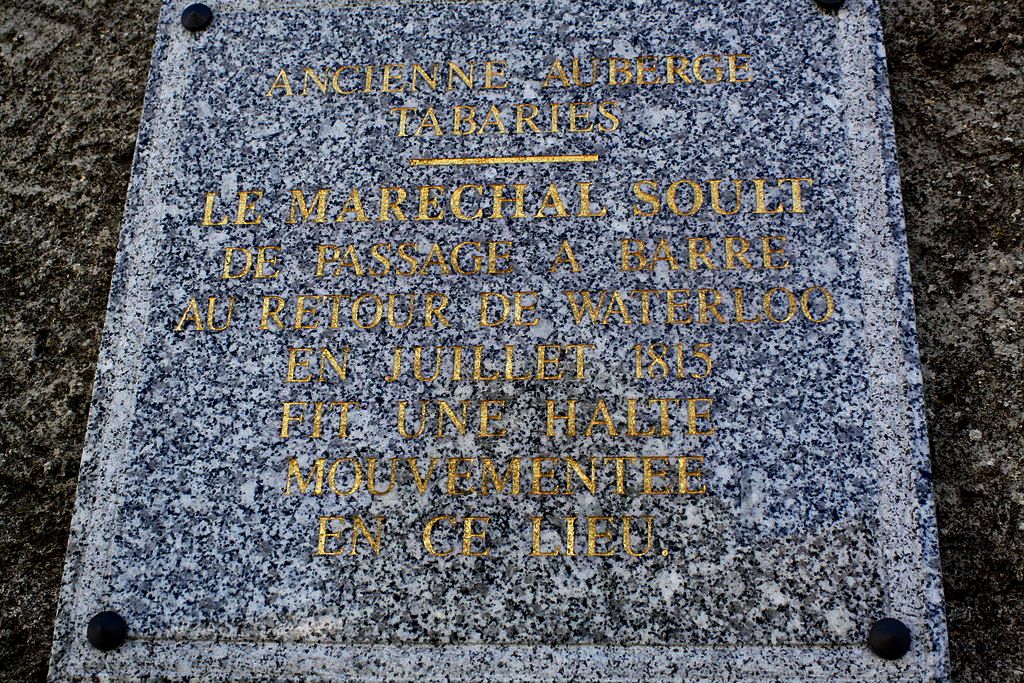 ANCIENNE AUBERGE
TABARIES
LE MARECHAL SOULT
DE PASSAGE A BARRE
AU RETOUR DE WATERLOO
EN JUILLET 1815
FIT UNE HALTE
MOUVEMENTEE
EN CE LIEU.